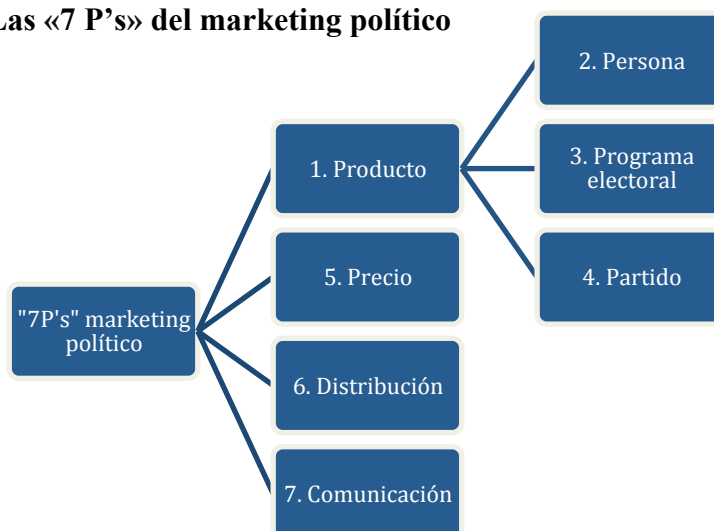 Las «7 P’s» del marketing político
2. Persona
1. Producto
3. Programa
electoral
5. Precio
4. Partido
"7P's" marketing
político
6. Distribución
7. Comunicación